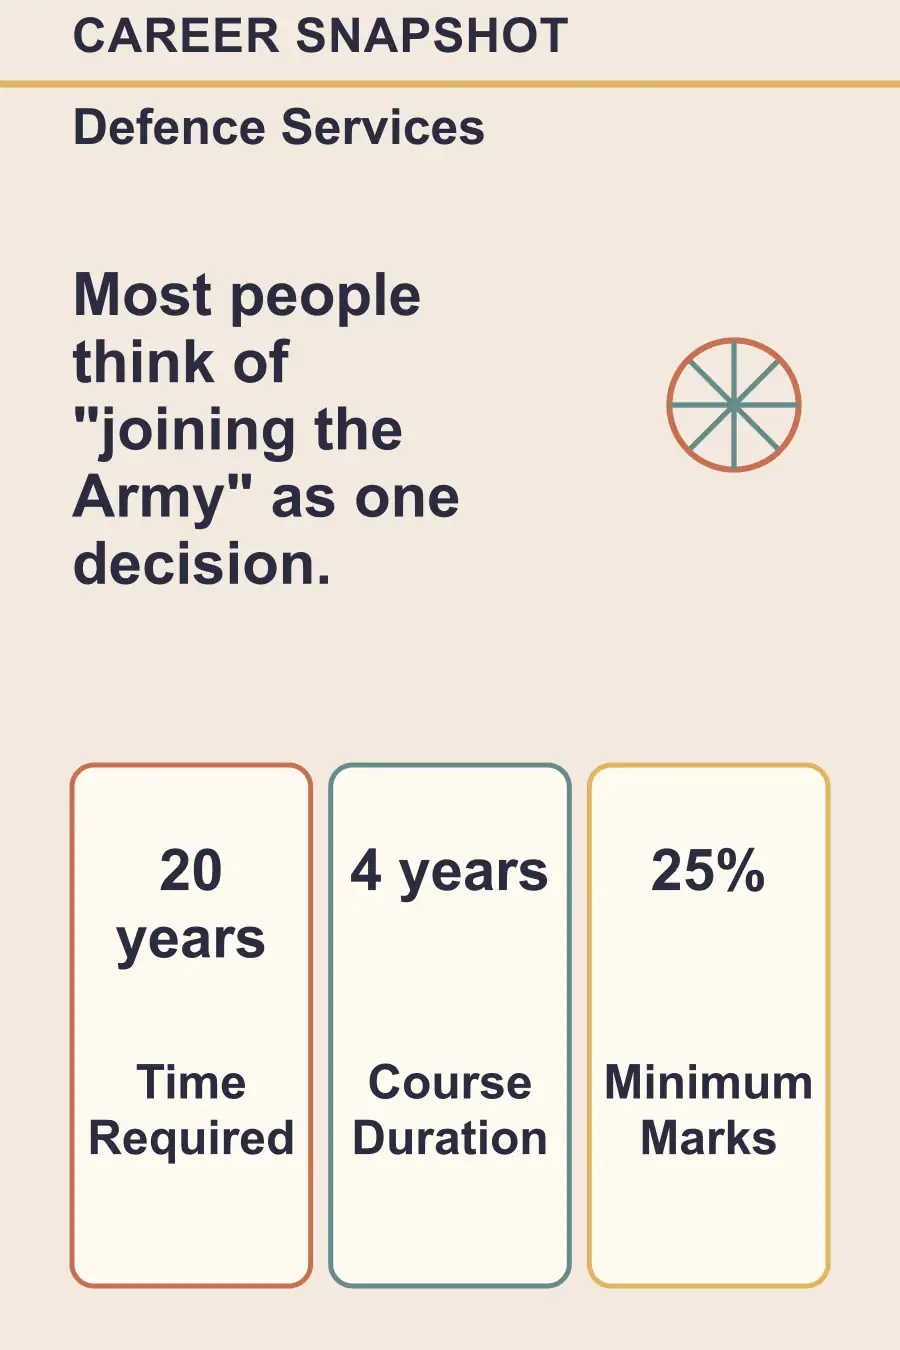 CAREER SNAPSHOT
Defence Services
Most people
think of
"joining the
Army" as one
decision.
20
years
Time
Required
4 years
Course
Duration
25%
Minimum
Marks